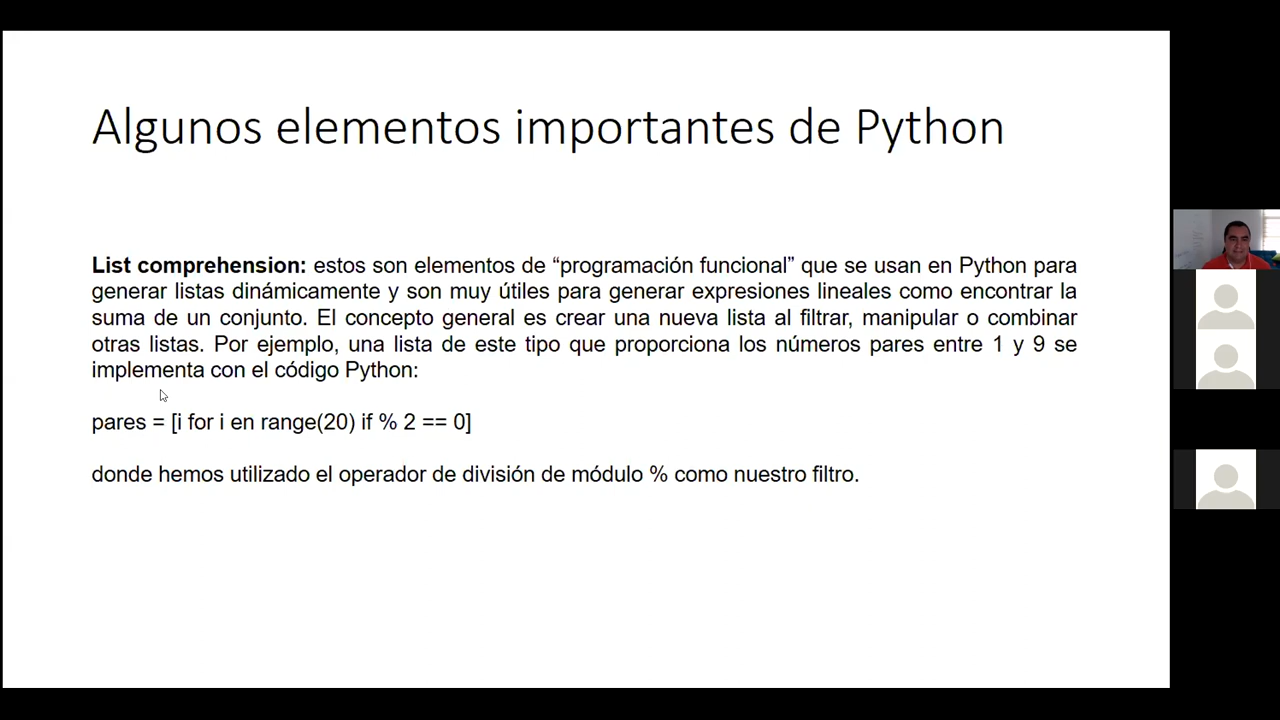 Algunos elementos importantes de Python
List comprehension: estos son elementos de “programación funcional” que se usan en Python para
generar listas dinámicamente y son muy útiles para generar expresiones lineales como encontrar la
suma de un conjunto. El concepto general es crear una nueva lista al filtrar, manipular o combinar
otras listas. Por ejemplo, una lista de este tipo que proporciona los números pares entre 1 y 9 se
implementa con el código Python:
pares = [i for i en range(20) if % 2 == 0]
donde hemos utilizado el operador de división de módulo % como nuestro filtro.